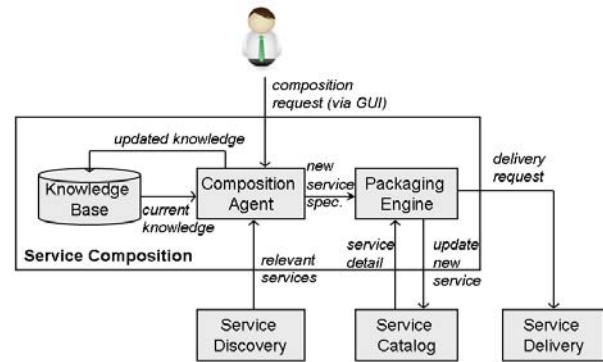 composition
request (via GUI)
updated knowledge
Knowledge
Base
current
knowledge
Composition
Agent
new
service
spec.
Packaging
Engine
delivery
request
Service Composition
relevant
services
service
detail
update
new
service
Service
Discovery
Service
Catalog
Service
Delivery